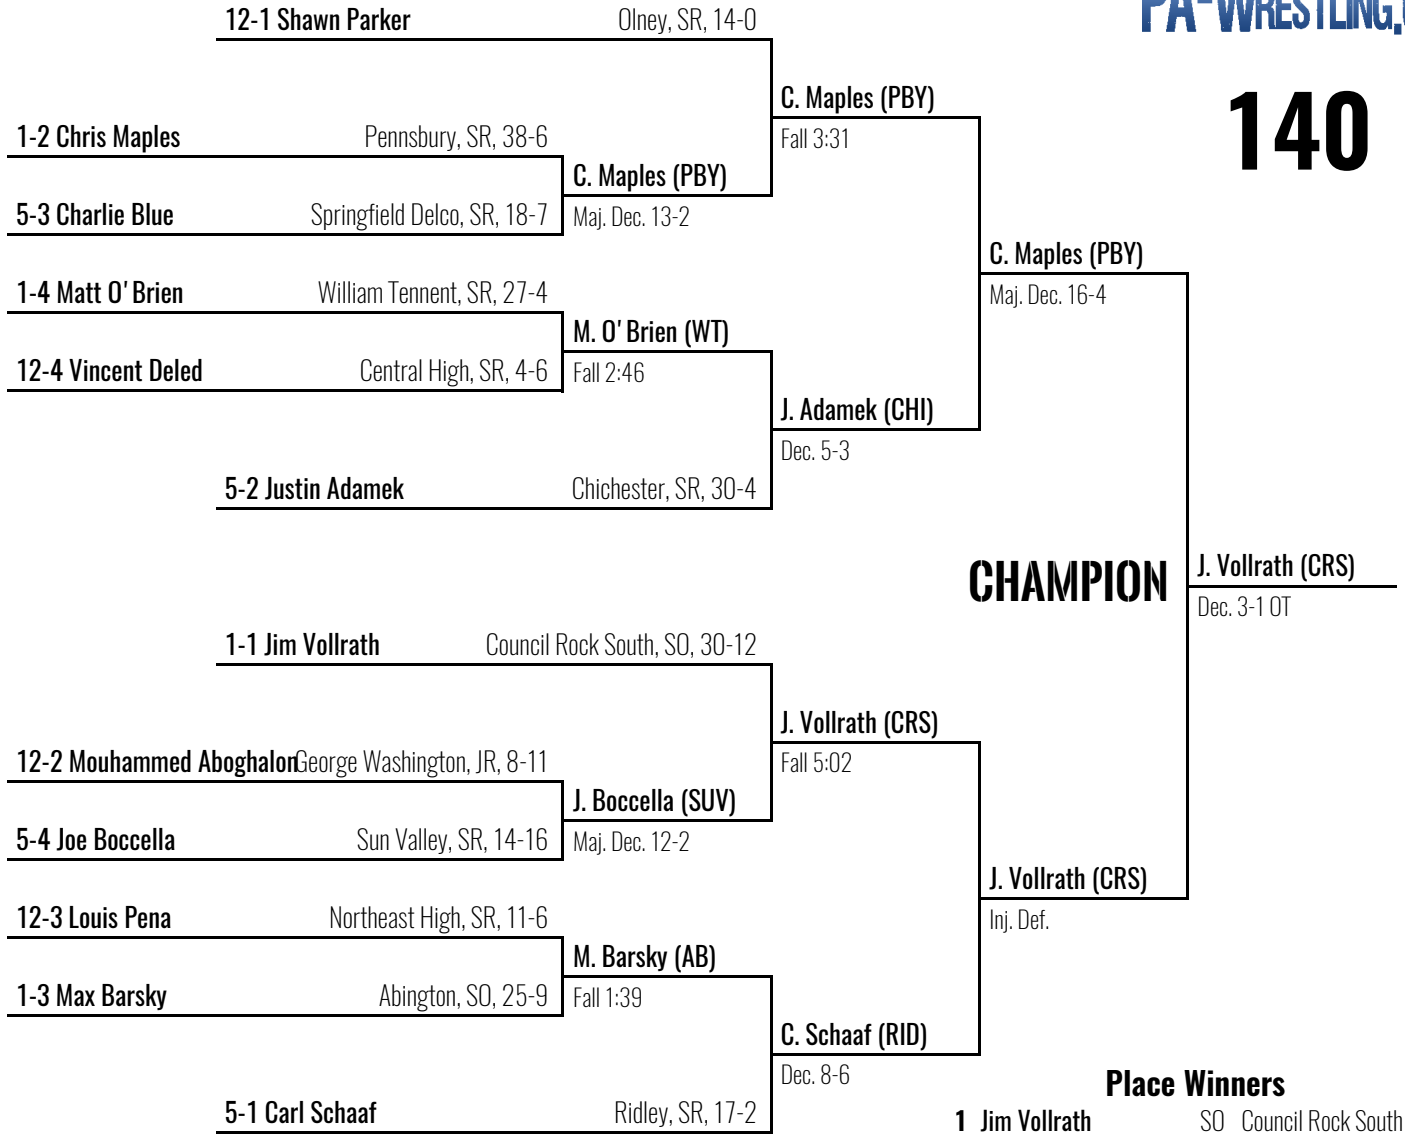 PA-WRESTLING.
140
12-1 Shawn Parker Olney, SR, 14-0
C. Maples (PBY)
Fall 3:31
1-2 Chris Maples Pennsbury, SR, 38-6
C. Maples (PBY)
Maj. Dec. 13-2
5-3 Charlie Blue Springfield Delco, SR, 18-7
C. Maples (PBY)
Maj. Dec. 16-4
1-4 Matt O'Brien William Tennent, SR, 27-4
M. O'Brien (WT)
Fall 2:46
12-4 Vincent Deled Central High, SR, 4-6
J. Adamek (CHI)
Dec. 5-3
5-2 Justin Adamek Chichester, SR, 30-4
CHAMPION
J. Vollrath (CRS)
Dec. 3-1 OT
1-1 Jim Vollrath Council Rock South, SO, 30-12
J. Vollrath (CRS)
Fall 5:02
12-2 Mouhammed Aboghalon George Washington, JR, 8-11
J. Boccella (SUV)
Maj. Dec. 12-2
5-4 Joe Boccella Sun Valley, SR, 14-16
J. Vollrath (CRS)
Inj. Def.
12-3 Louis Pena Northeast High, SR, 11-6
M. Barsky (AB)
Fall 1:39
1-3 Max Barsky Abington, SO, 25-9
C. Schaaf (RID)
Dec. 8-6
5-1 Carl Schaaf Ridley, SR, 17-2
Place Winners
1 Jim Vollrath SO Council Rock South